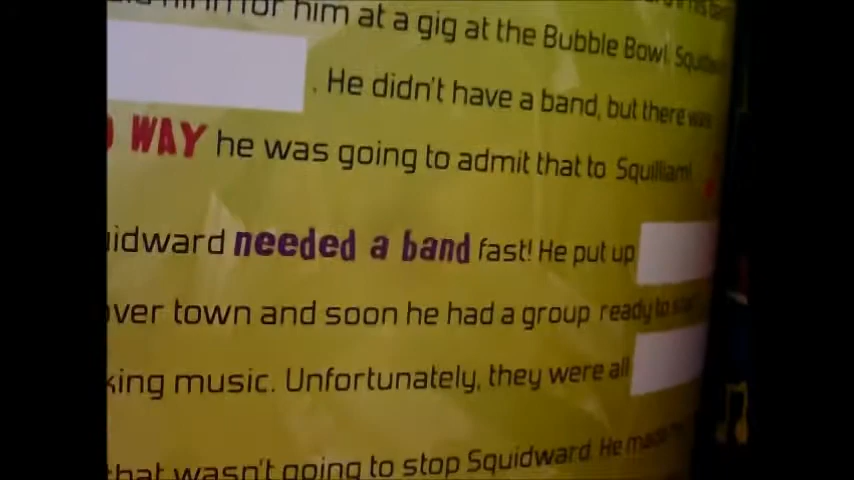 for him at a gig at the Bubble Bowl.
. He didn't have a band, but there was
WAY he was going to admit that to Squilliam!
idward needed a band fast! He put up
ver town and soon he had a group ready to
king music. Unfortunately, they were all
that wasn't going to stop Squidward. He made